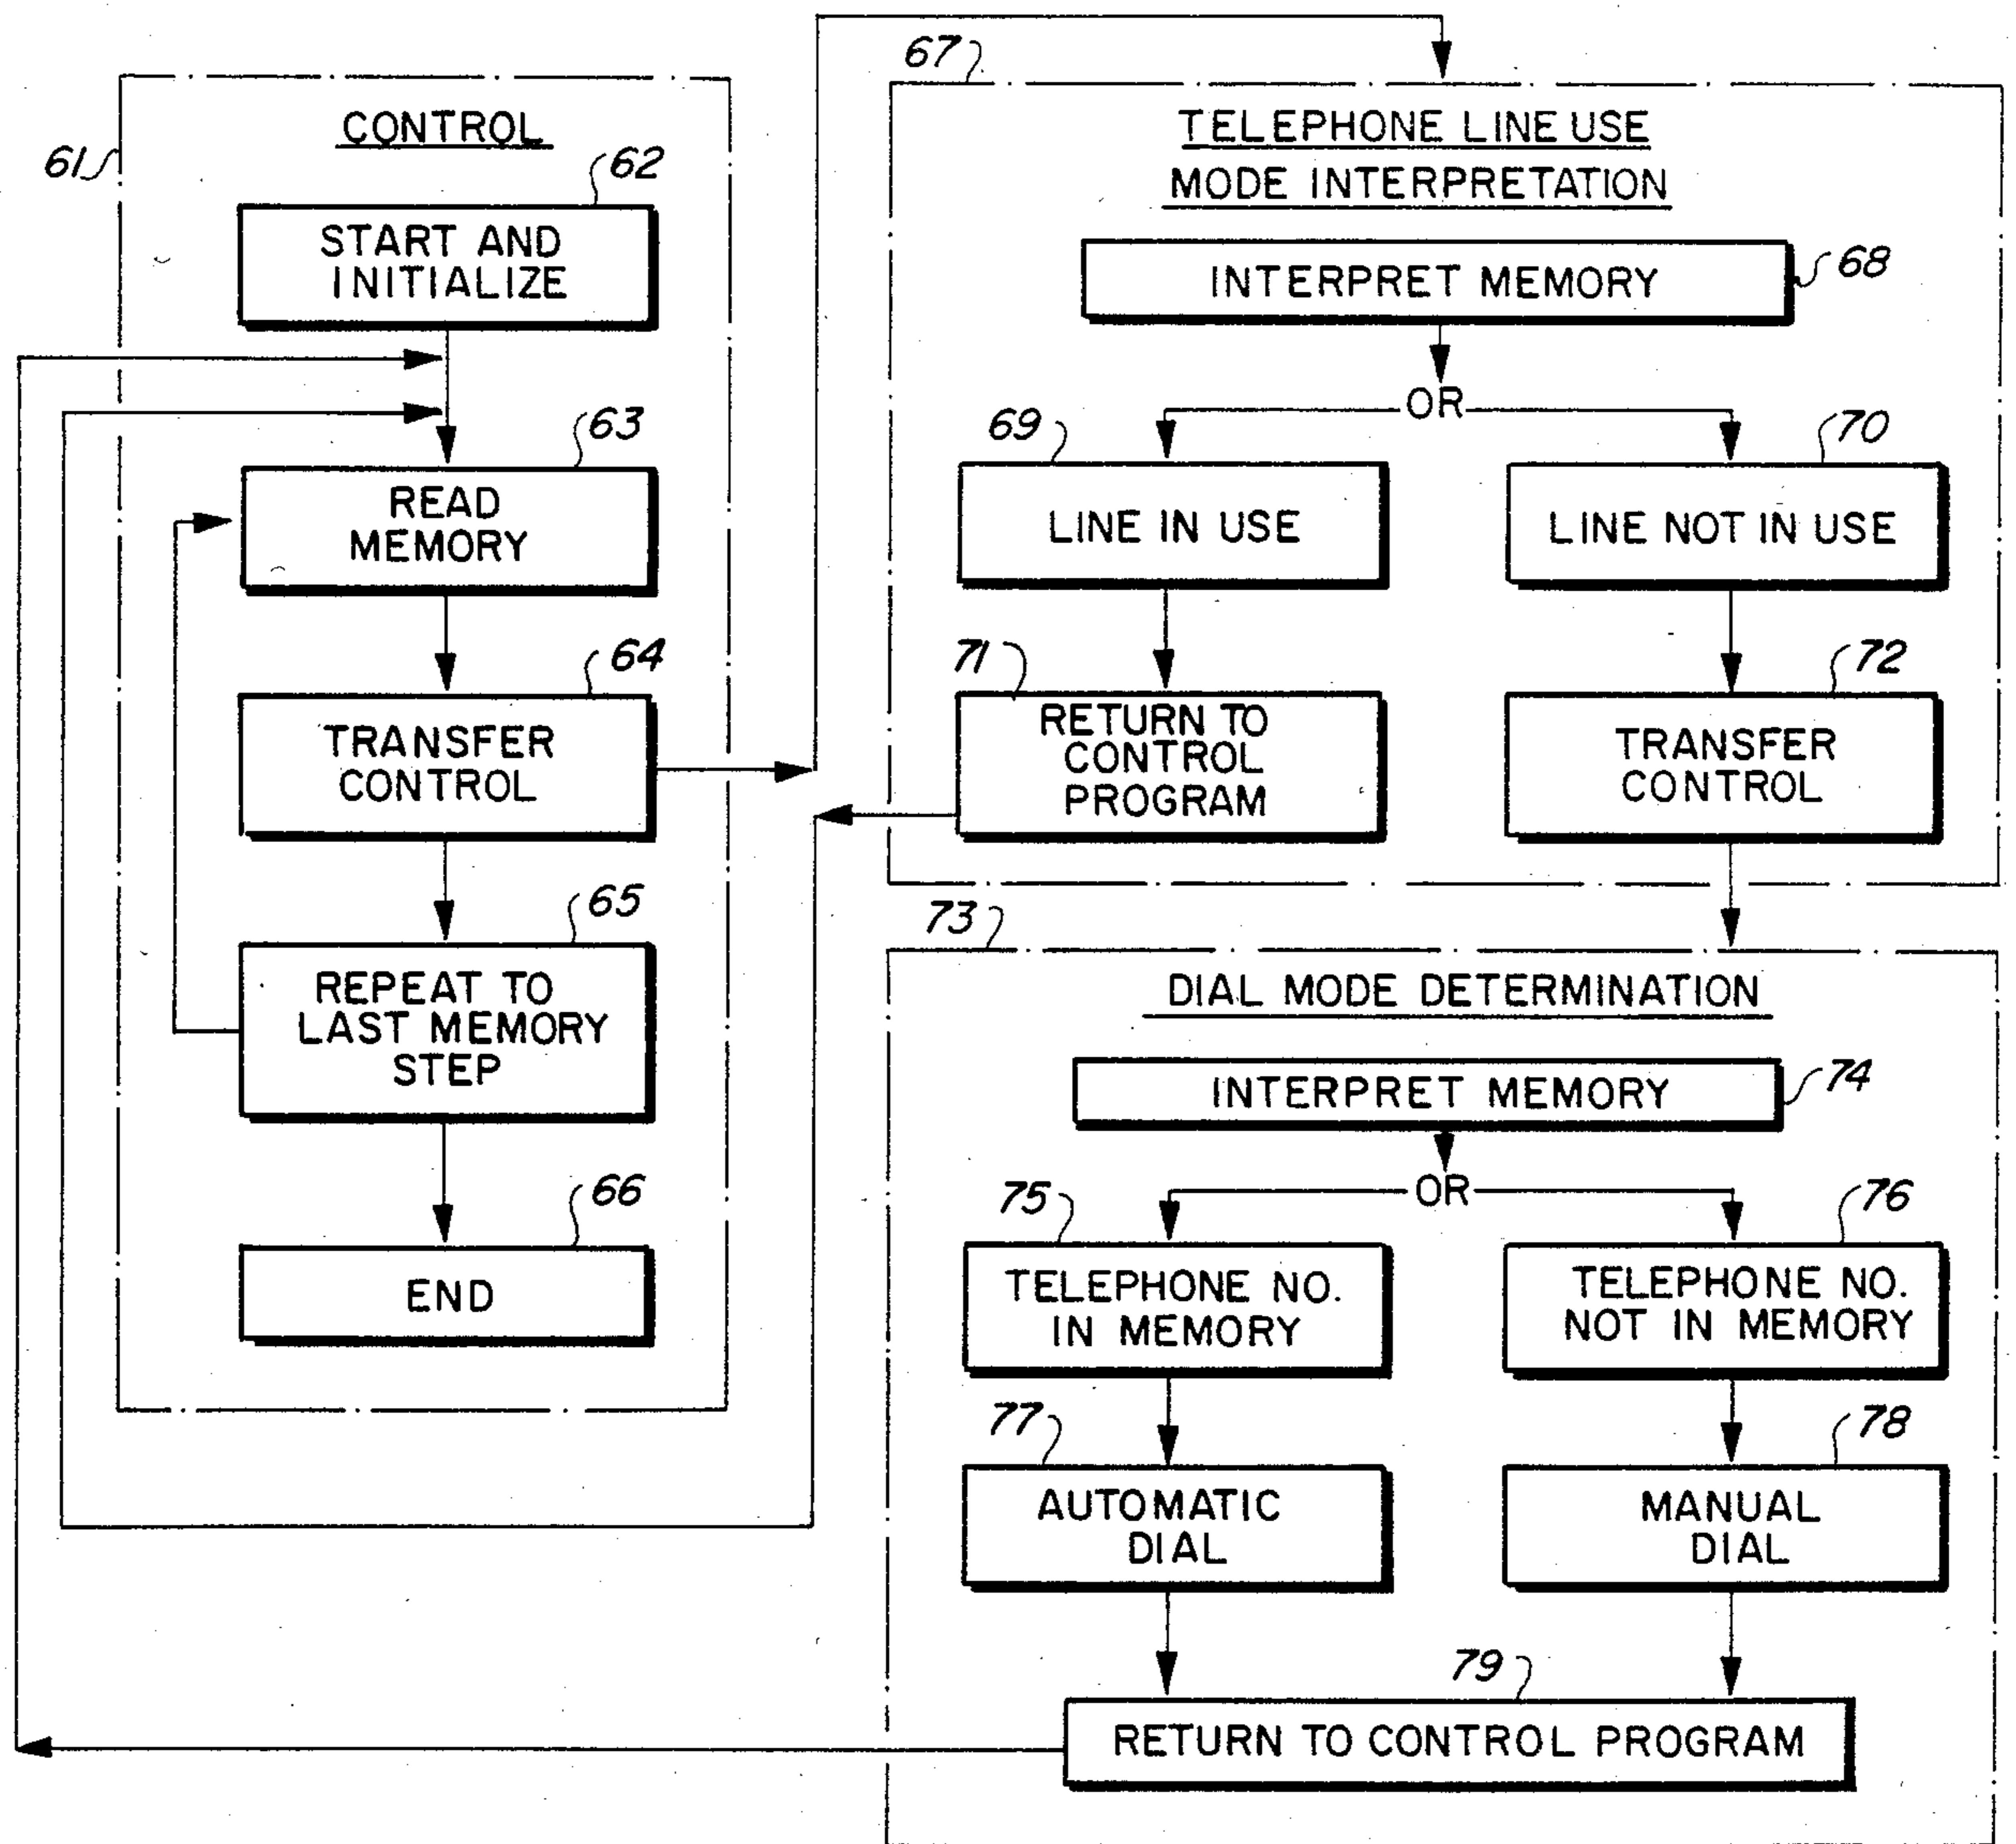 61
CONTROL
62
START AND
INITIALIZE
63
READ
MEMORY
64
TRANSFER
CONTROL
65
REPEAT TO
LAST MEMORY
STEP
66
END
67
TELEPHONE LINE USE
MODE INTERPRETATION
INTERPRET MEMORY
68
OR
69
LINE IN USE
70
LINE NOT IN USE
71
RETURN TO
CONTROL
PROGRAM
72
TRANSFER
CONTROL
73
DIAL MODE DETERMINATION
INTERPRET MEMORY
74
OR
75
TELEPHONE NO.
IN MEMORY
76
TELEPHONE NO.
NOT IN MEMORY
77
AUTOMATIC
DIAL
78
MANUAL
DIAL
79
RETURN TO CONTROL PROGRAM